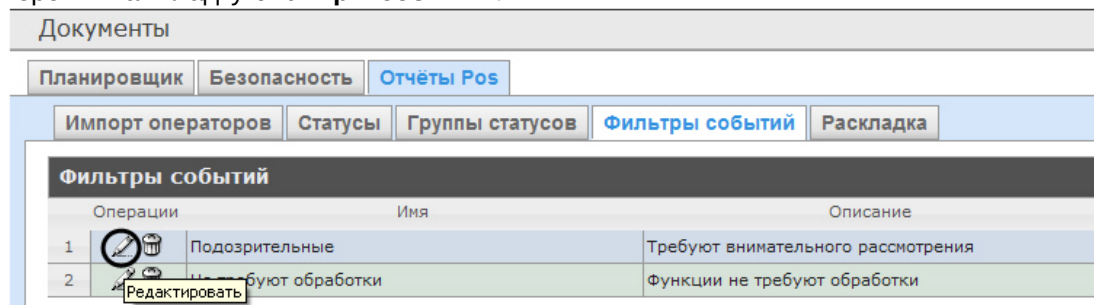 Документы
Планировщик Безопасность Отчёты Pos
Импорт операторов Статусы Группы статусов Фильтры событий Раскладка
Фильтры событий
Операции Имя Описание
1 Подозрительные Требуют внимательного рассмотрения
2 требуют обработки Функции не требуют обработки
Редактировать